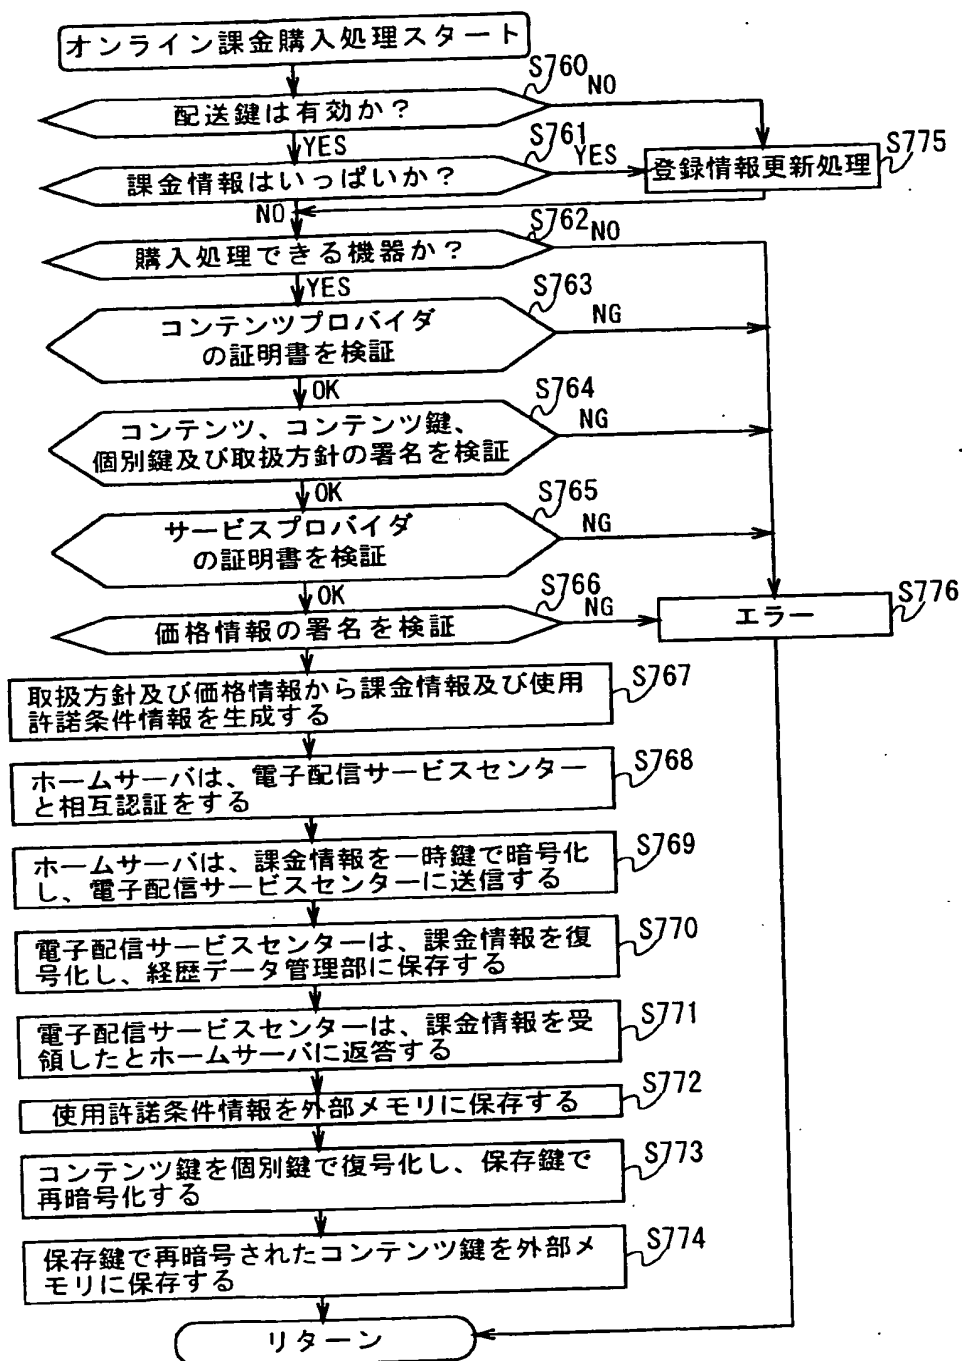 オンライン課金購入処理スタート
S760
配送鍵は有効か?
NO
YES
S761
課金情報はいっぱいか?
YES
登録情報更新処理
S775
NO
S762
購入処理できる機器か?
NO
YES
S763
コンテンツプロバイダ
の証明書を検証
NG
OK
S764
コンテンツ、コンテンツ鍵、
個別鍵及び取扱方針の署名を検証
NG
OK
S765
サービスプロバイダ
の証明書を検証
NG
OK
S766
価格情報の署名を検証
NG
エラー
S776
取扱方針及び価格情報から課金情報及び使用
許諾条件情報を生成する
S767
ホームサーバは、電子配信サービスセンター
と相互認証をする
S768
ホームサーバは、課金情報を一時鍵で暗号化
し、電子配信サービスセンターに送信する
S769
電子配信サービスセンターは、課金情報を復
号化し、経歴データ管理部に保存する
S770
電子配信サービスセンターは、課金情報を受
領したとホームサーバに返答する
S771
使用許諾条件情報を外部メモリに保存する
S772
コンテンツ鍵を個別鍵で復号化し、保存鍵で
再暗号化する
S773
保存鍵で再暗号されたコンテンツ鍵を外部メ
モリに保存する
S774
リターン